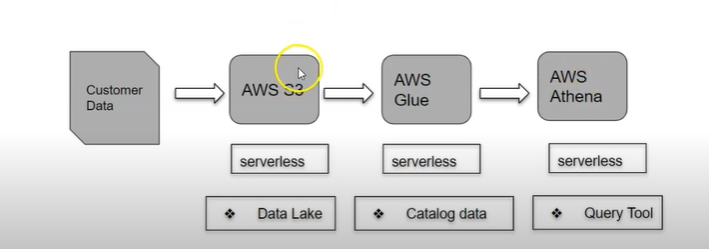 Customer
Data
AWS S3
AWS
Glue
AWS
Athena
serverless
serverless
serverless
❖ Data Lake
❖ Catalog data
❖ Query Tool